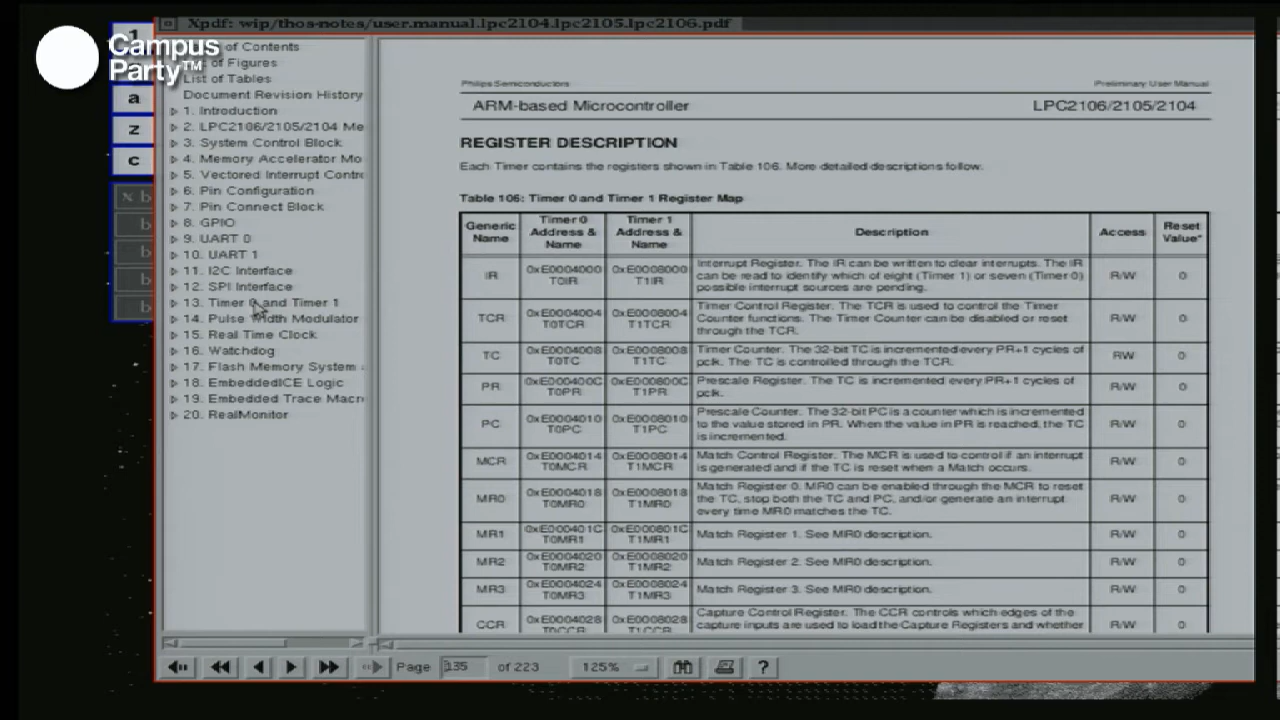 Xpdf: wip/thos-notes/user.manual.lpc2104.lpc2105.lpc2106.pdf
Campus
Party™
1
a
z
c
x b
b
b
b
b
of Contents
of Figures
List of Tables
Document Revision History
1. Introduction
2. LPC2106/2105/2104 Me
3. System Control Block
4. Memory Accelerator Mo
5. Vectored Interrupt Contr
6. Pin Configuration
7. Pin Connect Block
8. GPIO
9. UART 0
10. UART 1
11. I2C Interface
12. SPI Interface
13. Timer 0 and Timer 1
14. Pulse Width Modulator
15. Real Time Clock
16. Watchdog
17. Flash Memory System
18. EmbeddedICE Logic
19. Embedded Trace Macr
20. RealMonitor
Philips Semiconductors Preliminary User Manual
ARM-based Microcontroller LPC2106/2105/2104
REGISTER DESCRIPTION
Each Timer contains the registers shown in Table 106. More detailed descriptions follow.
Table 106: Timer 0 and Timer 1 Register Map
Generic Name Timer 0 Address & Name Timer 1 Address & Name Description Access Reset Value*
IR 0xE0004000 T0IR 0xE0008000 T1IR Interrupt Register. The IR can be written to clear interrupts. The IR
can be read to identify which of eight (Timer 1) or seven (Timer 0)
possible interrupt sources are pending. R/W 0
TCR 0xE0004004 T0TCR 0xE0008004 T1TCR Timer Control Register. The TCR is used to control the Timer
Counter functions. The Timer Counter can be disabled or reset
through the TCR. R/W 0
TC 0xE0004008 T0TC 0xE0008008 T1TC Timer Counter. The 32-bit TC is incremented every PR+1 cycles of
pclk. The TC is controlled through the TCR. RW 0
PR 0xE000400C T0PR 0xE000800C T1PR Prescale Register. The TC is incremented every PR+1 cycles of
pclk. R/W 0
PC 0xE0004010 T0PC 0xE0008010 T1PC Prescale Counter. The 32-bit PC is a counter which is incremented
to the value stored in PR. When the value in PR is reached, the TC
is incremented. R/W 0
MCR 0xE0004014 T0MCR 0xE0008014 T1MCR Match Control Register. The MCR is used to control if an interrupt
is generated and if the TC is reset when a Match occurs. R/W 0
MR0 0xE0004018 T0MR0 0xE0008018 T1MR0 Match Register 0. MR0 can be enabled through the MCR to reset
the TC, stop both the TC and PC, and/or generate an interrupt
every time MR0 matches the TC. R/W 0
MR1 0xE000401C T0MR1 0xE000801C T1MR1 Match Register 1. See MR0 description. R/W 0
MR2 0xE0004020 T0MR2 0xE0008020 T1MR2 Match Register 2. See MR0 description. R/W 0
MR3 0xE0004024 T0MR3 0xE0008024 T1MR3 Match Register 3. See MR0 description. R/W 0
CCR 0xE0004028 T0CCR 0xE0008028 T1CCR Capture Control Register. The CCR controls which edges of the
capture inputs are used to load the Capture Registers and whether R/W 0
Page 135 of 223 125% ?